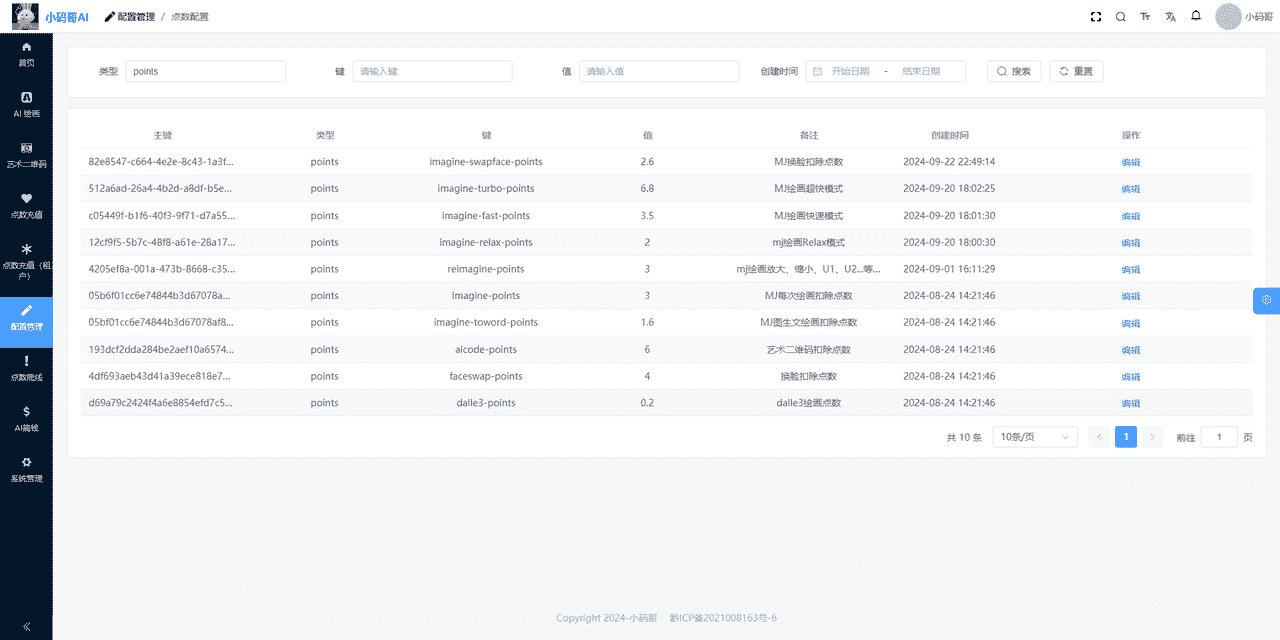 小码哥AI 配置管理 / 点数配置 小码哥
首页
AI 绘画
艺术二维码
点数充值
点数充值（租户）
配置管理
点数底线
AI搞钱
系统管理
类型 points 键 请输入键 值 请输入值 创建时间 开始日期 - 结束日期 搜索 重置
主键 类型 键 值 备注 创建时间 操作
82e8547-c664-4e2e-8c43-1a3f... points imagine-swapface-points 2.6 MJ换脸扣除点数 2024-09-22 22:49:14 编辑
512a6ad-26a4-4b2d-a8df-b5e... points imagine-turbo-points 6.8 MJ绘画超快模式 2024-09-20 18:02:25 编辑
c05449f-b1f6-40f3-9f71-d7a55... points imagine-fast-points 3.5 MJ绘画快速模式 2024-09-20 18:01:30 编辑
12cf9f5-5b7c-48f8-a61e-28a17... points imagine-relax-points 2 mj绘画Relax模式 2024-09-20 18:00:30 编辑
4205ef8a-001a-473b-8668-c35... points reimagine-points 3 mj绘画放大、缩小、U1、U2...等... 2024-09-01 16:11:29 编辑
05b6f01cc6e74844b3d67078a... points imagine-points 3 MJ每次绘画扣除点数 2024-08-24 14:21:46 编辑
05bf01cc6e74844b3d67078af8... points imagine-toword-points 1.6 MJ图生文绘画扣除点数 2024-08-24 14:21:46 编辑
193dcf2dda284be2aef10a6574... points aicode-points 6 艺术二维码扣除点数 2024-08-24 14:21:46 编辑
4df693aeb43d41a39ece818e7... points faceswap-points 4 换脸扣除点数 2024-08-24 14:21:46 编辑
d69a79c2424f4a6e8854efd7c5... points dalle3-points 0.2 dalle3绘画点数 2024-08-24 14:21:46 编辑
共 10 条 10条/页 1 前往 1 页
Copyright 2024-小码哥 黔ICP备2021008163号-6